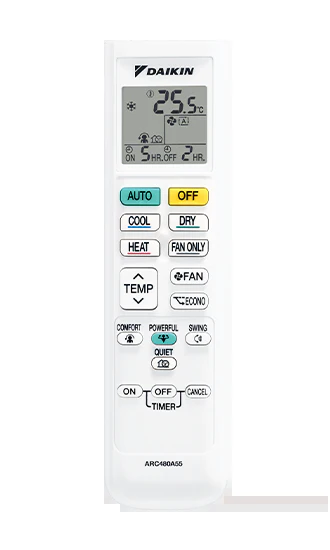 DAIKIN
25.5°C
A
ON 5HR. OFF 2HR.
AUTO OFF
COOL DRY
HEAT FAN ONLY
TEMP
FAN
ECONO
COMFORT POWERFUL SWING
QUIET
ON OFF CANCEL
TIMER
ARC480A55